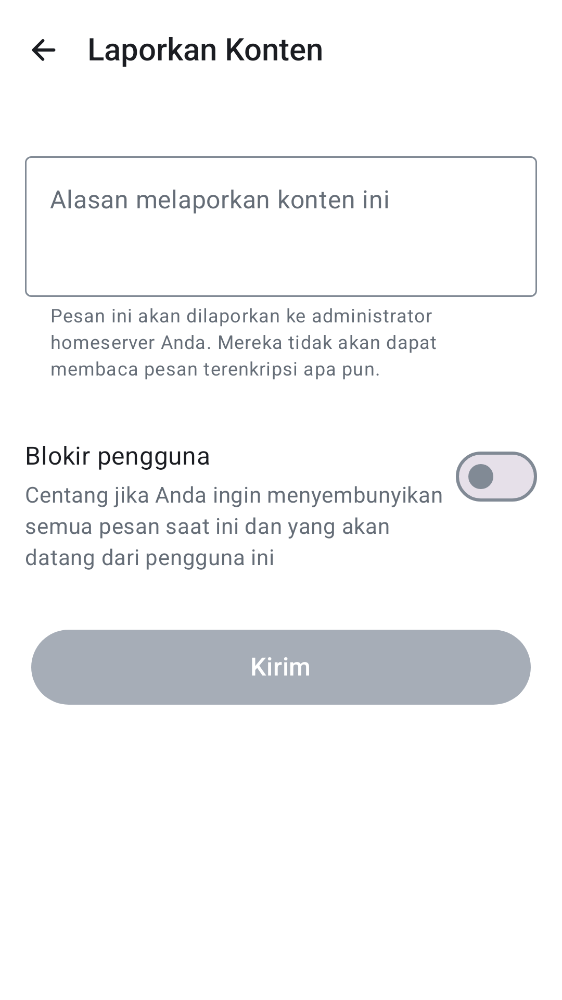 Laporkan Konten
Alasan melaporkan konten ini
Pesan ini akan dilaporkan ke administrator
homeserver Anda. Mereka tidak akan dapat
membaca pesan terenkripsi apa pun.
Blokir pengguna
Centang jika Anda ingin menyembunyikan
semua pesan saat ini dan yang akan
datang dari pengguna ini
Kirim